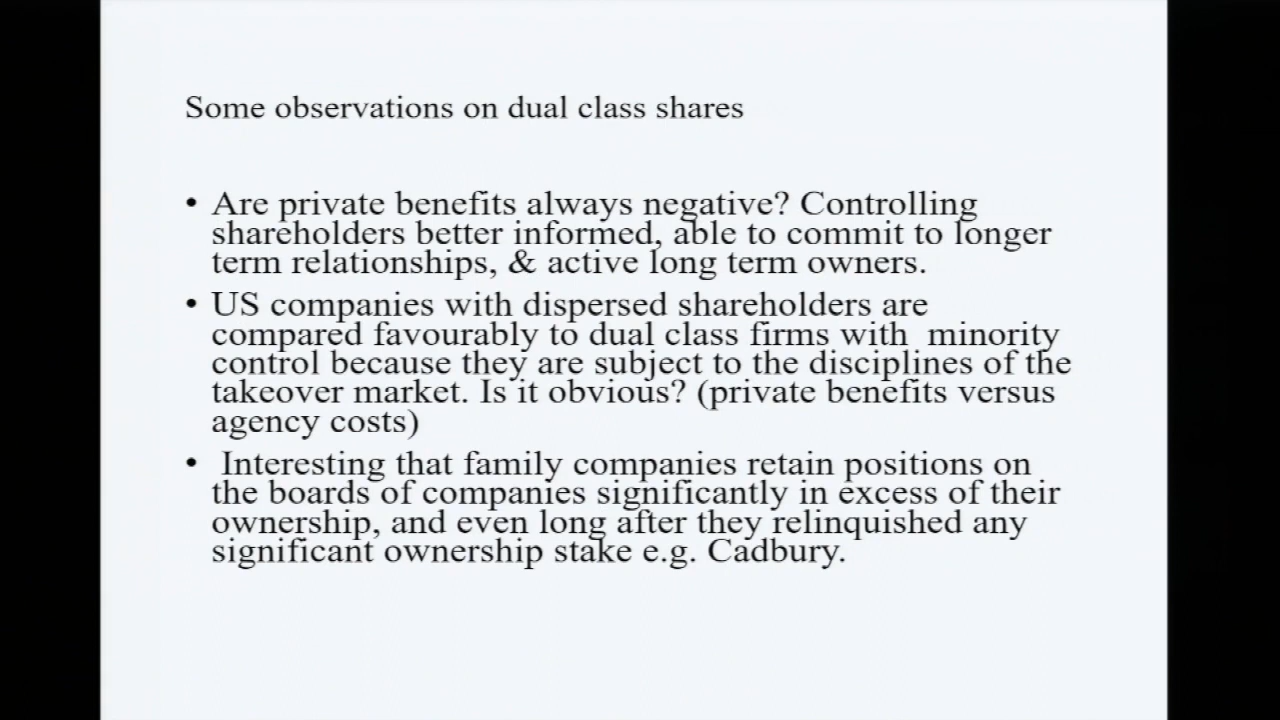 Some observations on dual class shares
• Are private benefits always negative? Controlling
shareholders better informed, able to commit to longer
term relationships, & active long term owners.
• US companies with dispersed shareholders are
compared favourably to dual class firms with  minority
control because they are subject to the disciplines of the
takeover market. Is it obvious? (private benefits versus
agency costs)
•  Interesting that family companies retain positions on
the boards of companies significantly in excess of their
ownership, and even long after they relinquished any
significant ownership stake e.g. Cadbury.